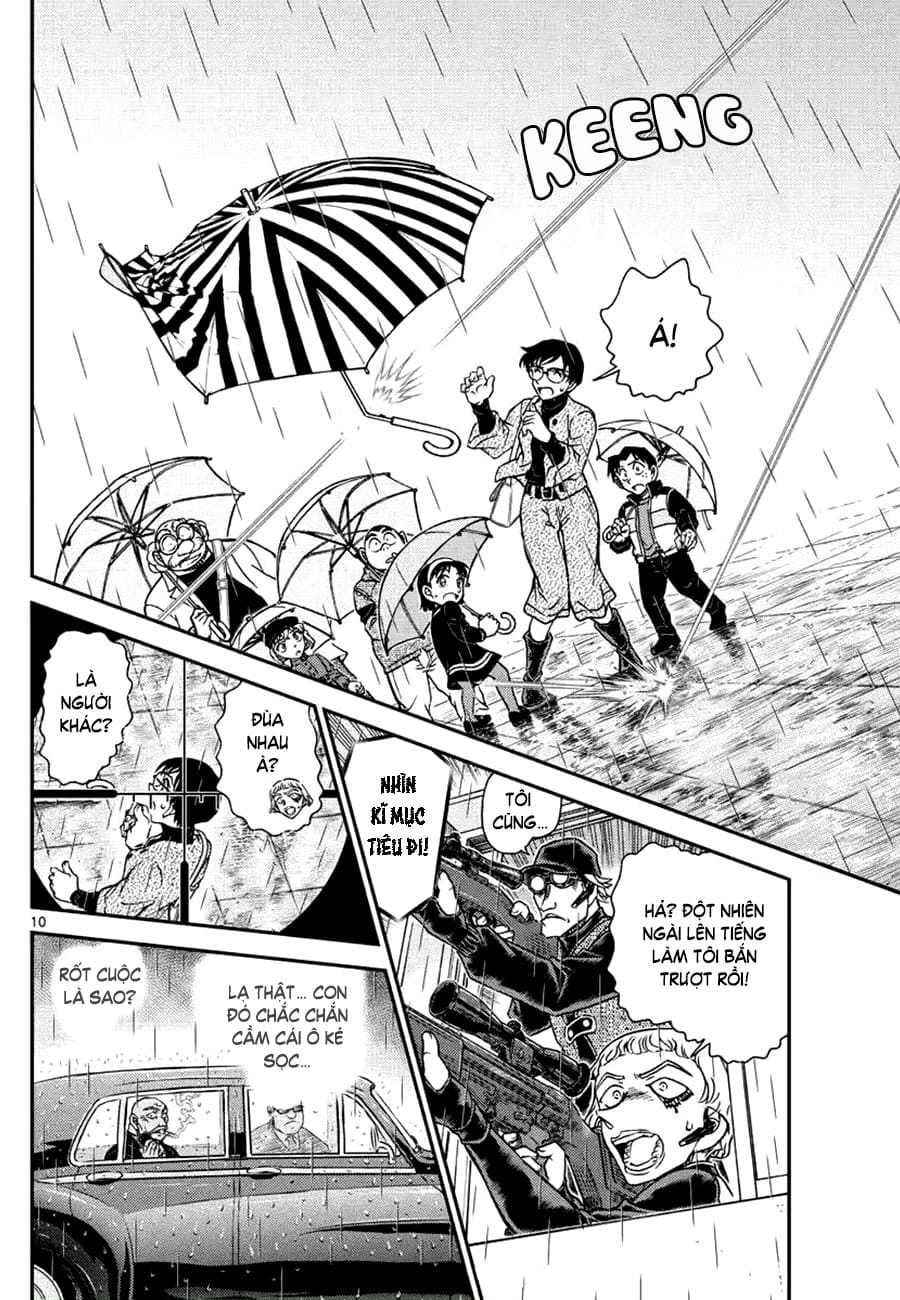 KEENG
Á!
HẢ? ĐỘT NHIÊN
NGÀI LÊN TIẾNG
LÀM TÔI BẮN
TRƯỢT RỒI!
TÔI
CŨNG...
NHÌN
KĨ MỤC
TIÊU ĐI!
ĐÙA
NHAU
À?
LÀ
NGƯỜI
KHÁC?
10
LẠ THẬT... CON
ĐÓ CHẮC CHẮN
CẦM CÁI Ô KẺ
SỌC...
RỐT CUỘC
LÀ SAO?